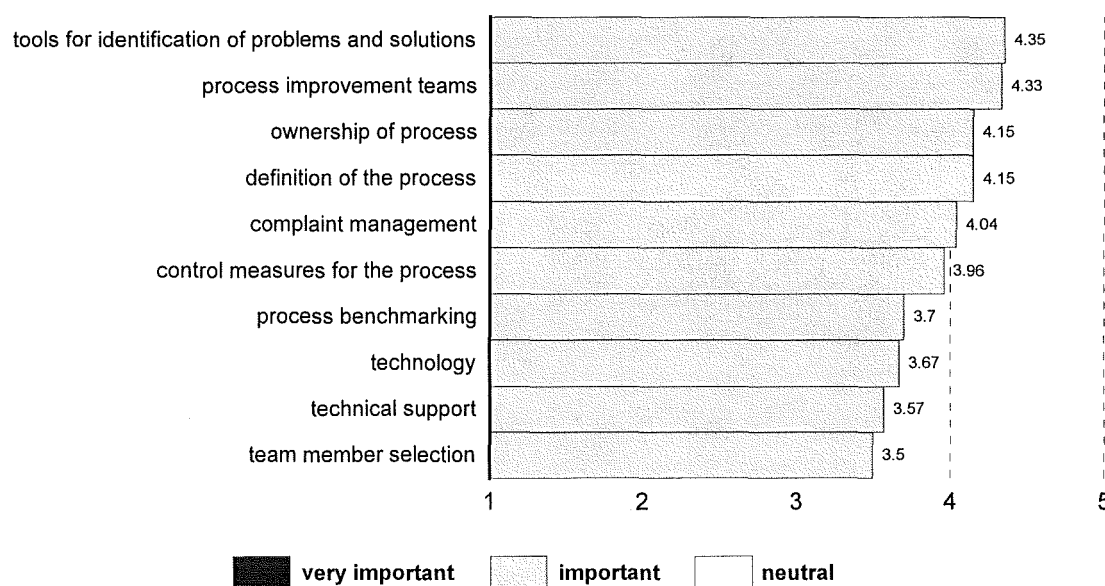 tools for identification of problems and solutions 4.35
process improvement teams 4.33
ownership of process 4.15
definition of the process 4.15
complaint management 4.04
control measures for the process 3.96
process benchmarking 3.7
technology 3.67
technical support 3.57
team member selection 3.5
1 2 3 4 5
very important important neutral